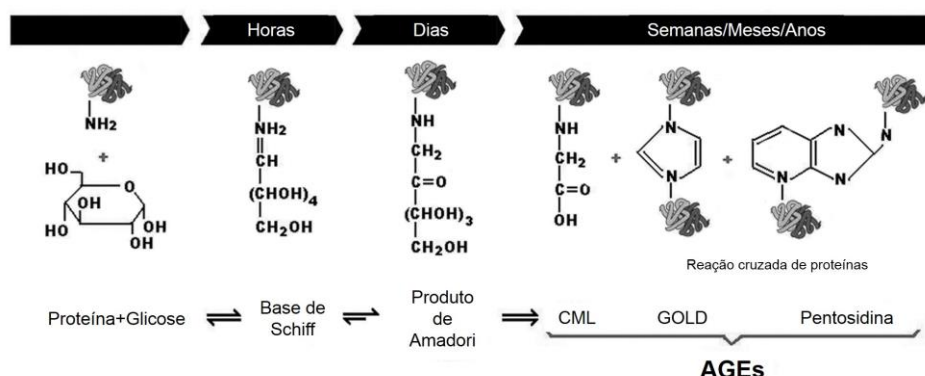 Horas
Dias
Semanas/Meses/Anos
NH2
+
HO
O
OH
HO
OH
OH
NH2
CH
(CHOH)4
CH2OH
NH
CH2
C=O
(CHOH)3
CH2OH
NH
CH2
C=O
OH
+
N
N
+
N
N
N
N
Reação cruzada de proteínas
Proteína+Glicose
Base de
Schiff
Produto
de
Amadori
CML
GOLD
Pentosidina
AGEs